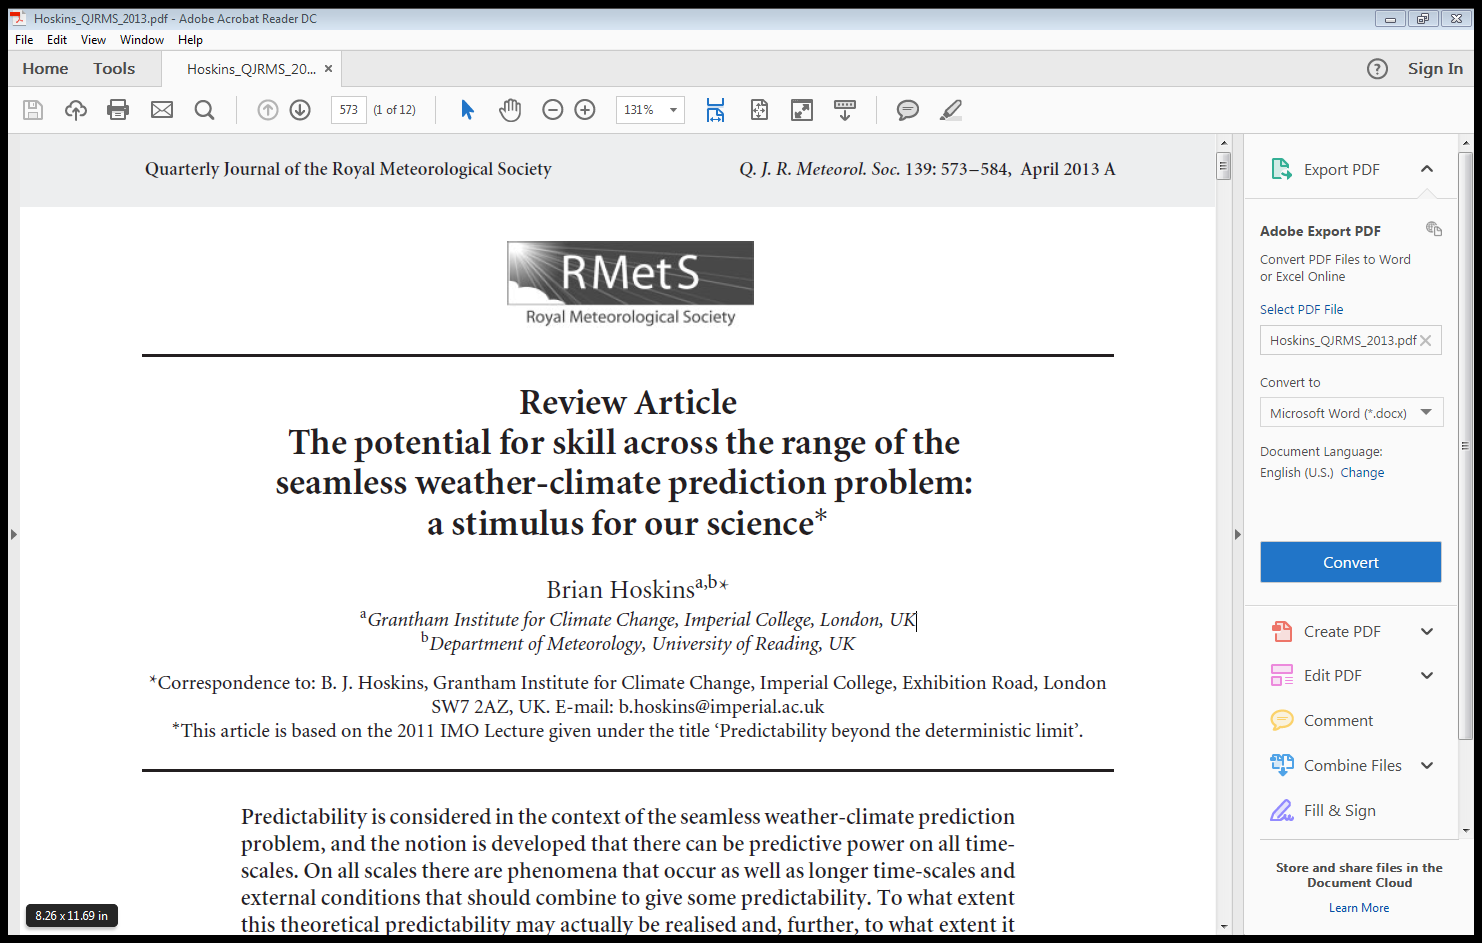 Hoskins_QJRMS_2013.pdf - Adobe Acrobat Reader DC
File Edit View Window Help
Home Tools Hoskins_QJRMS_20... × ? Sign In
573 (1 of 12) 131%
Quarterly Journal of the Royal Meteorological Society Q. J. R. Meteorol. Soc. 139: 573–584, April 2013 A
RMetS
Royal Meteorological Society
Review Article
The potential for skill across the range of the
seamless weather-climate prediction problem:
a stimulus for our science*
Brian Hoskinsa,b*
aGrantham Institute for Climate Change, Imperial College, London, UK
bDepartment of Meteorology, University of Reading, UK
*Correspondence to: B. J. Hoskins, Grantham Institute for Climate Change, Imperial College, Exhibition Road, London
SW7 2AZ, UK. E-mail: b.hoskins@imperial.ac.uk
*This article is based on the 2011 IMO Lecture given under the title ‘Predictability beyond the deterministic limit’.
Predictability is considered in the context of the seamless weather-climate prediction
problem, and the notion is developed that there can be predictive power on all time-
scales. On all scales there are phenomena that occur as well as longer time-scales and
external conditions that should combine to give some predictability. To what extent
this theoretical predictability may actually be realised and, further, to what extent it
8.26 x 11.69 in
Export PDF
Adobe Export PDF
Convert PDF Files to Word
or Excel Online
Select PDF File
Hoskins_QJRMS_2013.pdf
Convert to
Microsoft Word (*.docx)
Document Language:
English (U.S.) Change
Convert
Create PDF
Edit PDF
Comment
Combine Files
Fill & Sign
Store and share files in the
Document Cloud
Learn More